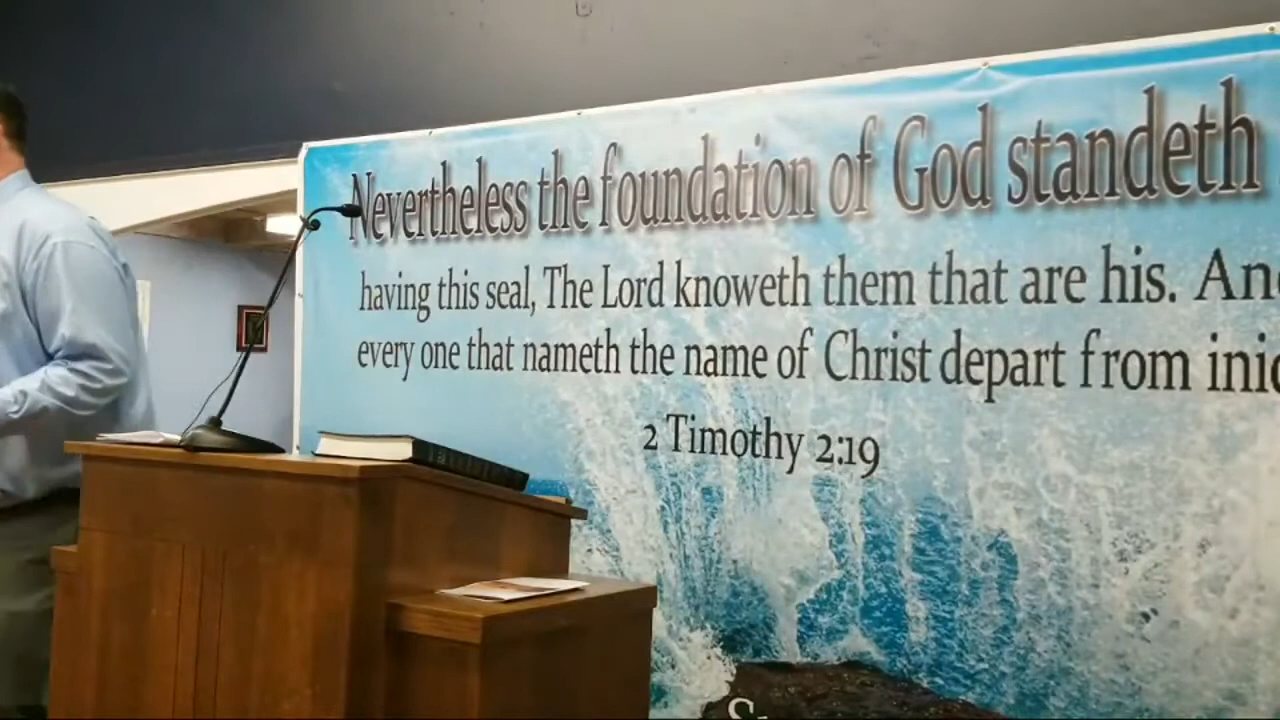 Nevertheless the foundation of God standeth
having this seal, The Lord knoweth them that are his. And
every one that nameth the name of Christ depart from
2 Timothy 2:19